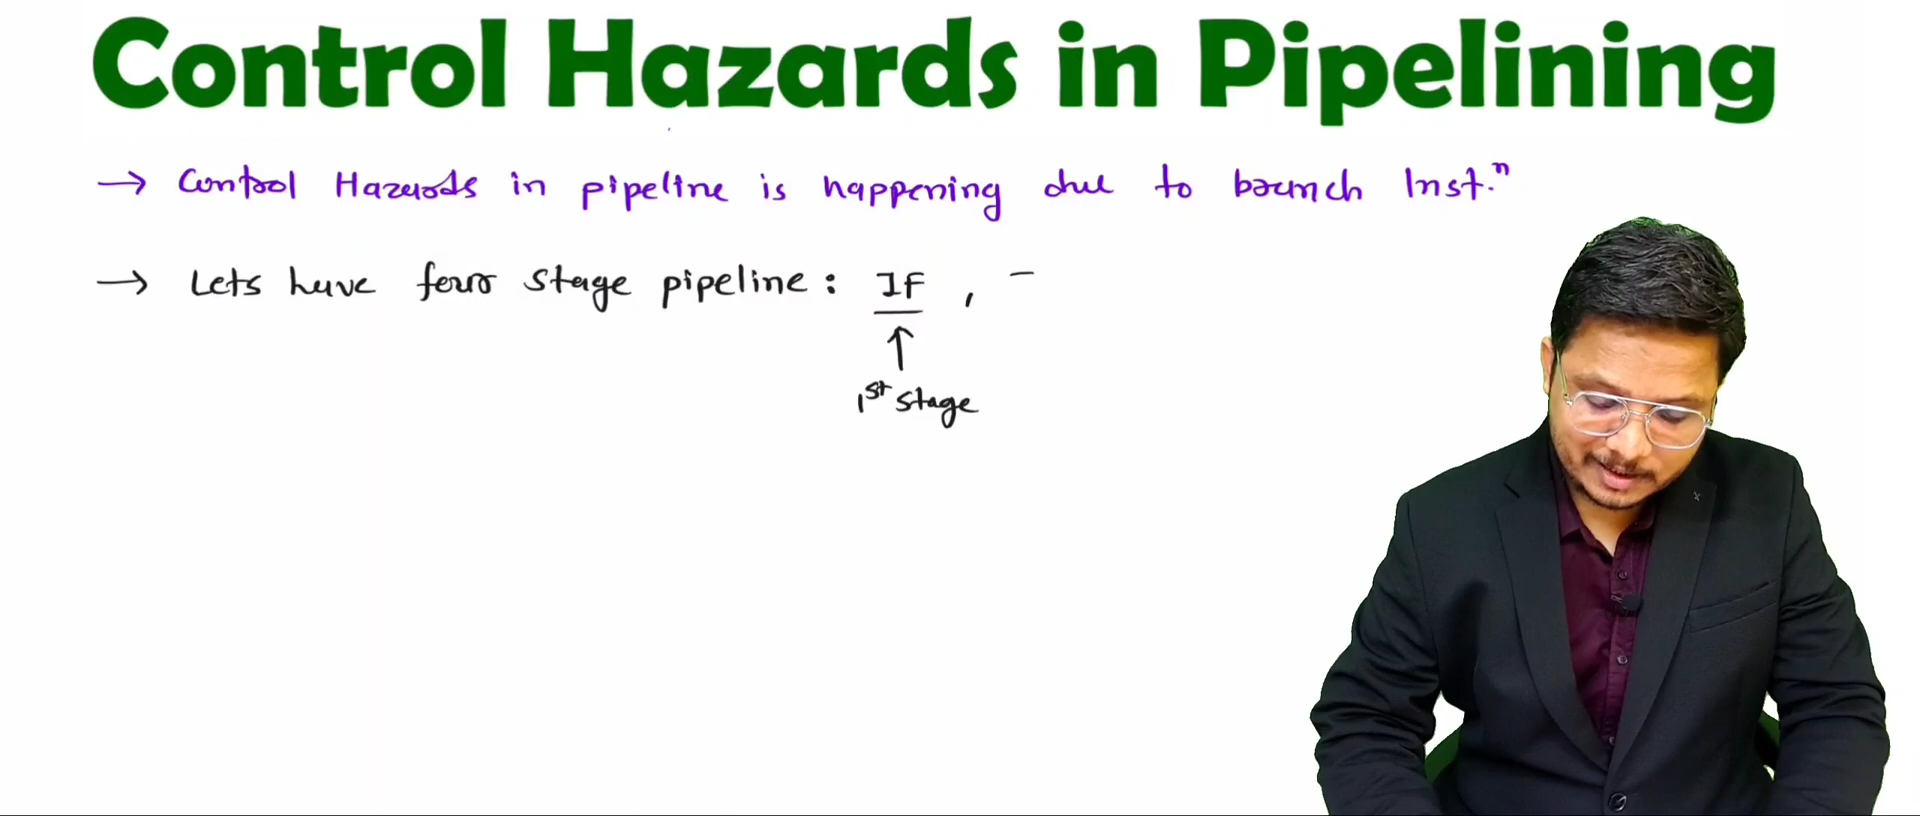 Control Hazards in Pipelining
→ Control Hazards in pipeline is happening due to branch Inst.ⁿ
→ Lets have four stage pipeline : IF ,
↑
1st stage